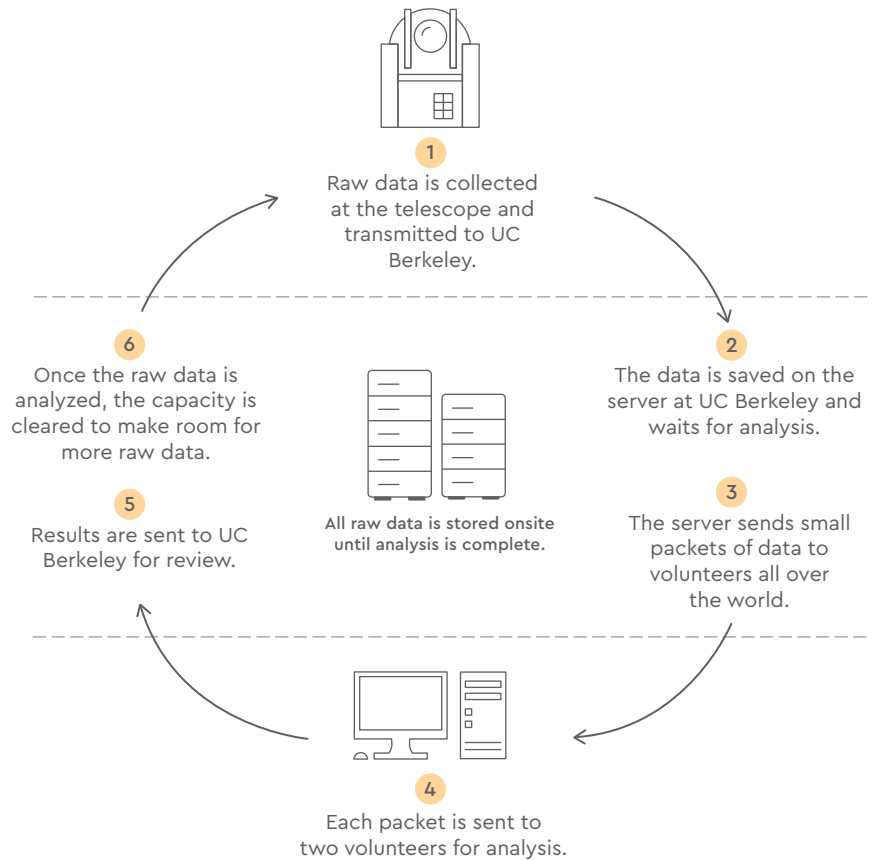 1
Raw data is collected
at the telescope and
transmitted to UC
Berkeley.
2
The data is saved on the
server at UC Berkeley and
waits for analysis.
3
The server sends small
packets of data to
volunteers all over
the world.
4
Each packet is sent to
two volunteers for analysis.
5
Results are sent to UC
Berkeley for review.
6
Once the raw data is
analyzed, the capacity is
cleared to make room for
more raw data.
All raw data is stored onsite
until analysis is complete.